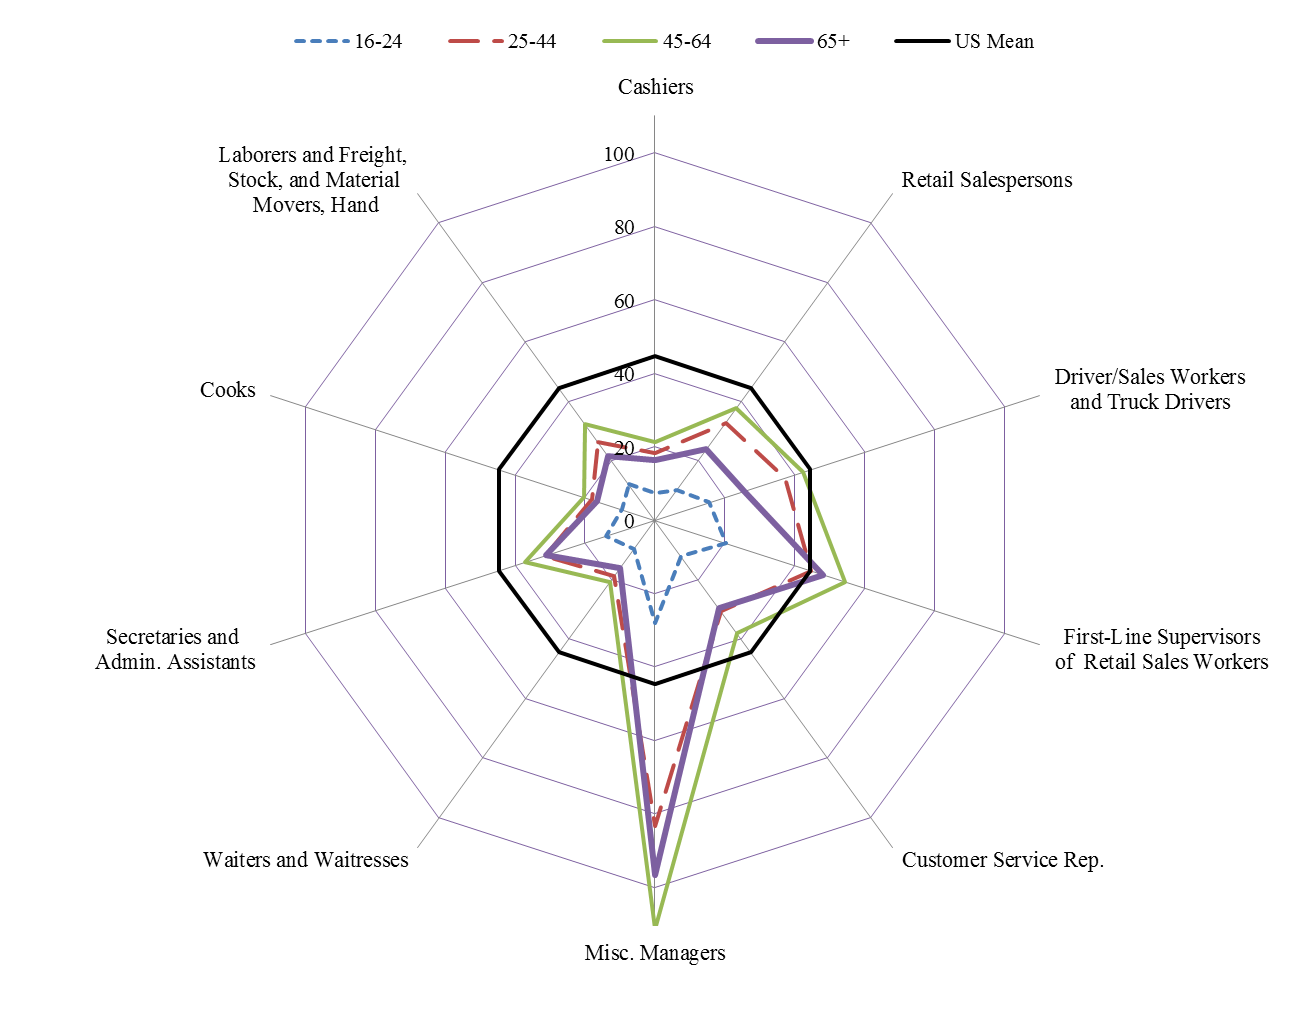 16-24 25-44 45-64 65+ US Mean
Cashiers
Laborers and Freight,
Stock, and Material
Movers, Hand
Retail Salespersons
100
80
60
40
20
0
Cooks
Driver/Sales Workers
and Truck Drivers
Secretaries and
Admin. Assistants
First-Line Supervisors
of Retail Sales Workers
Waiters and Waitresses
Customer Service Rep.
Misc. Managers